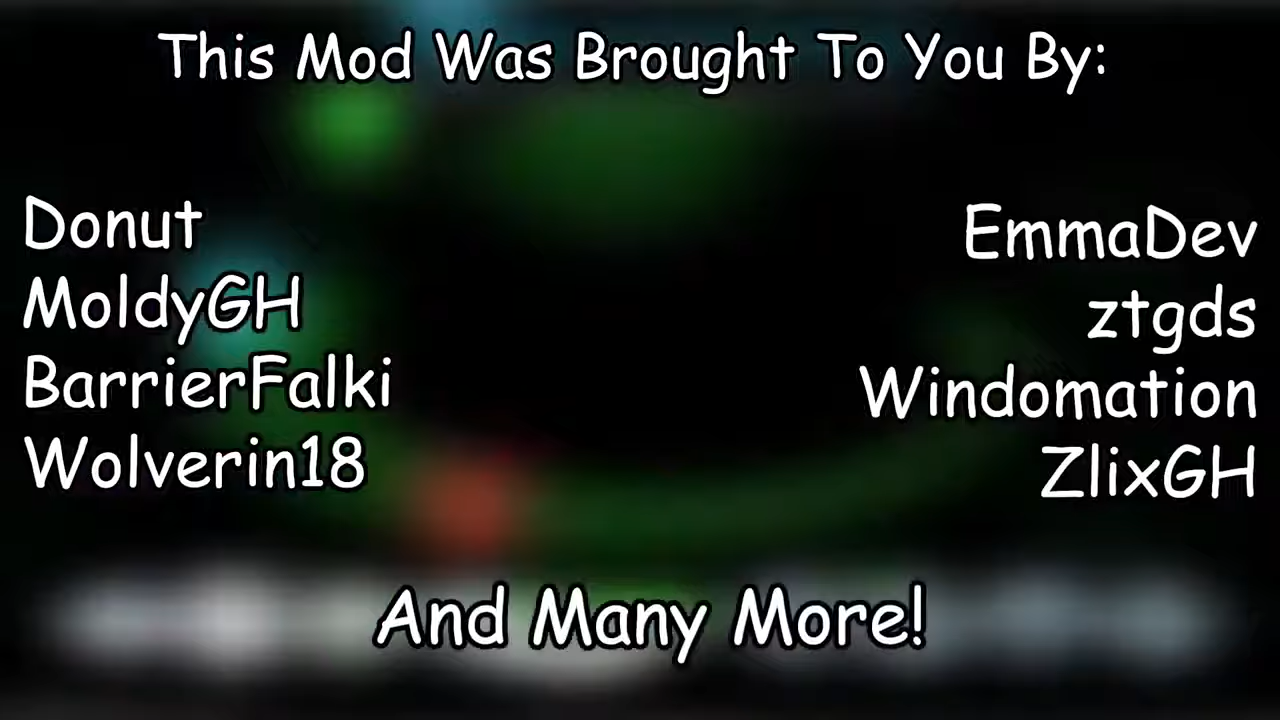 This Mod Was Brought To You By:
Donut
MoldyGH
BarrierFalki
Wolverin18
EmmaDev
ztgds
Windomation
ZlixGH
And Many More!